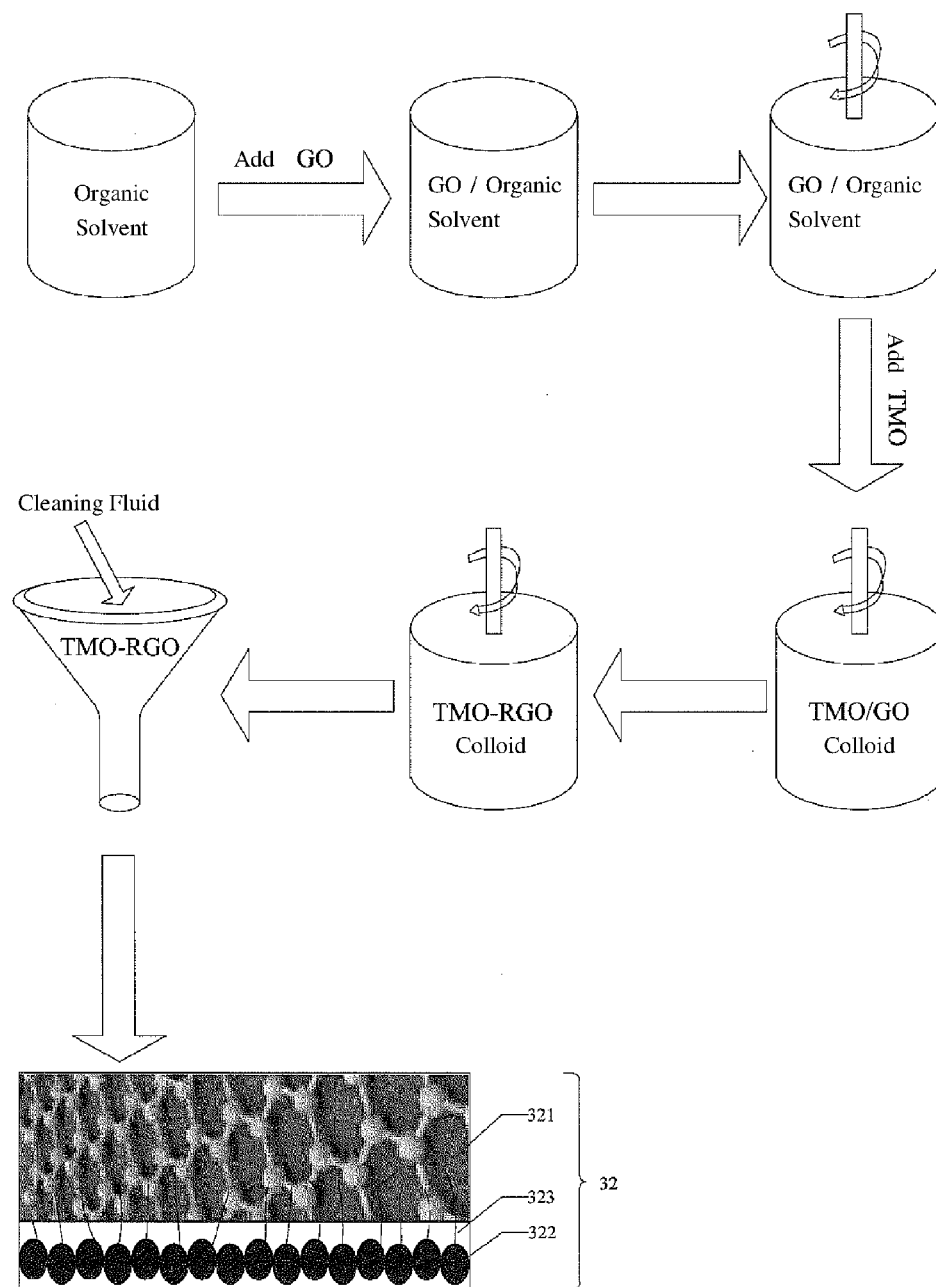 Organic
Solvent
Add GO
GO / Organic
Solvent
GO / Organic
Solvent
Add TMO
TMO/GO
Colloid
TMO-RGO
Colloid
Cleaning Fluid
TMO-RGO
321
323
322
32